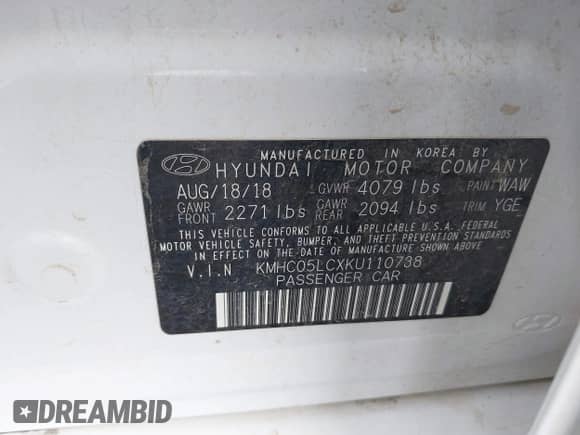 MANUFACTURED IN KOREA BY
HYUNDAI MOTOR COMPANY
AUG/18/18 GVWR 4079 lbs PAINT WAW
GAWR FRONT 2271 lbs GAWR REAR 2094 lbs TRIM YGE
THIS VEHICLE CONFORMS TO ALL APPLICABLE U.S.A. FEDERAL
MOTOR VEHICLE SAFETY, BUMPER, AND THEFT PREVENTION STANDARDS
IN EFFECT ON THE DATE OF MANUFACTURE SHOWN ABOVE.
V.I.N KMHC05LCXKU110738
PASSENGER CAR
DREAMBID